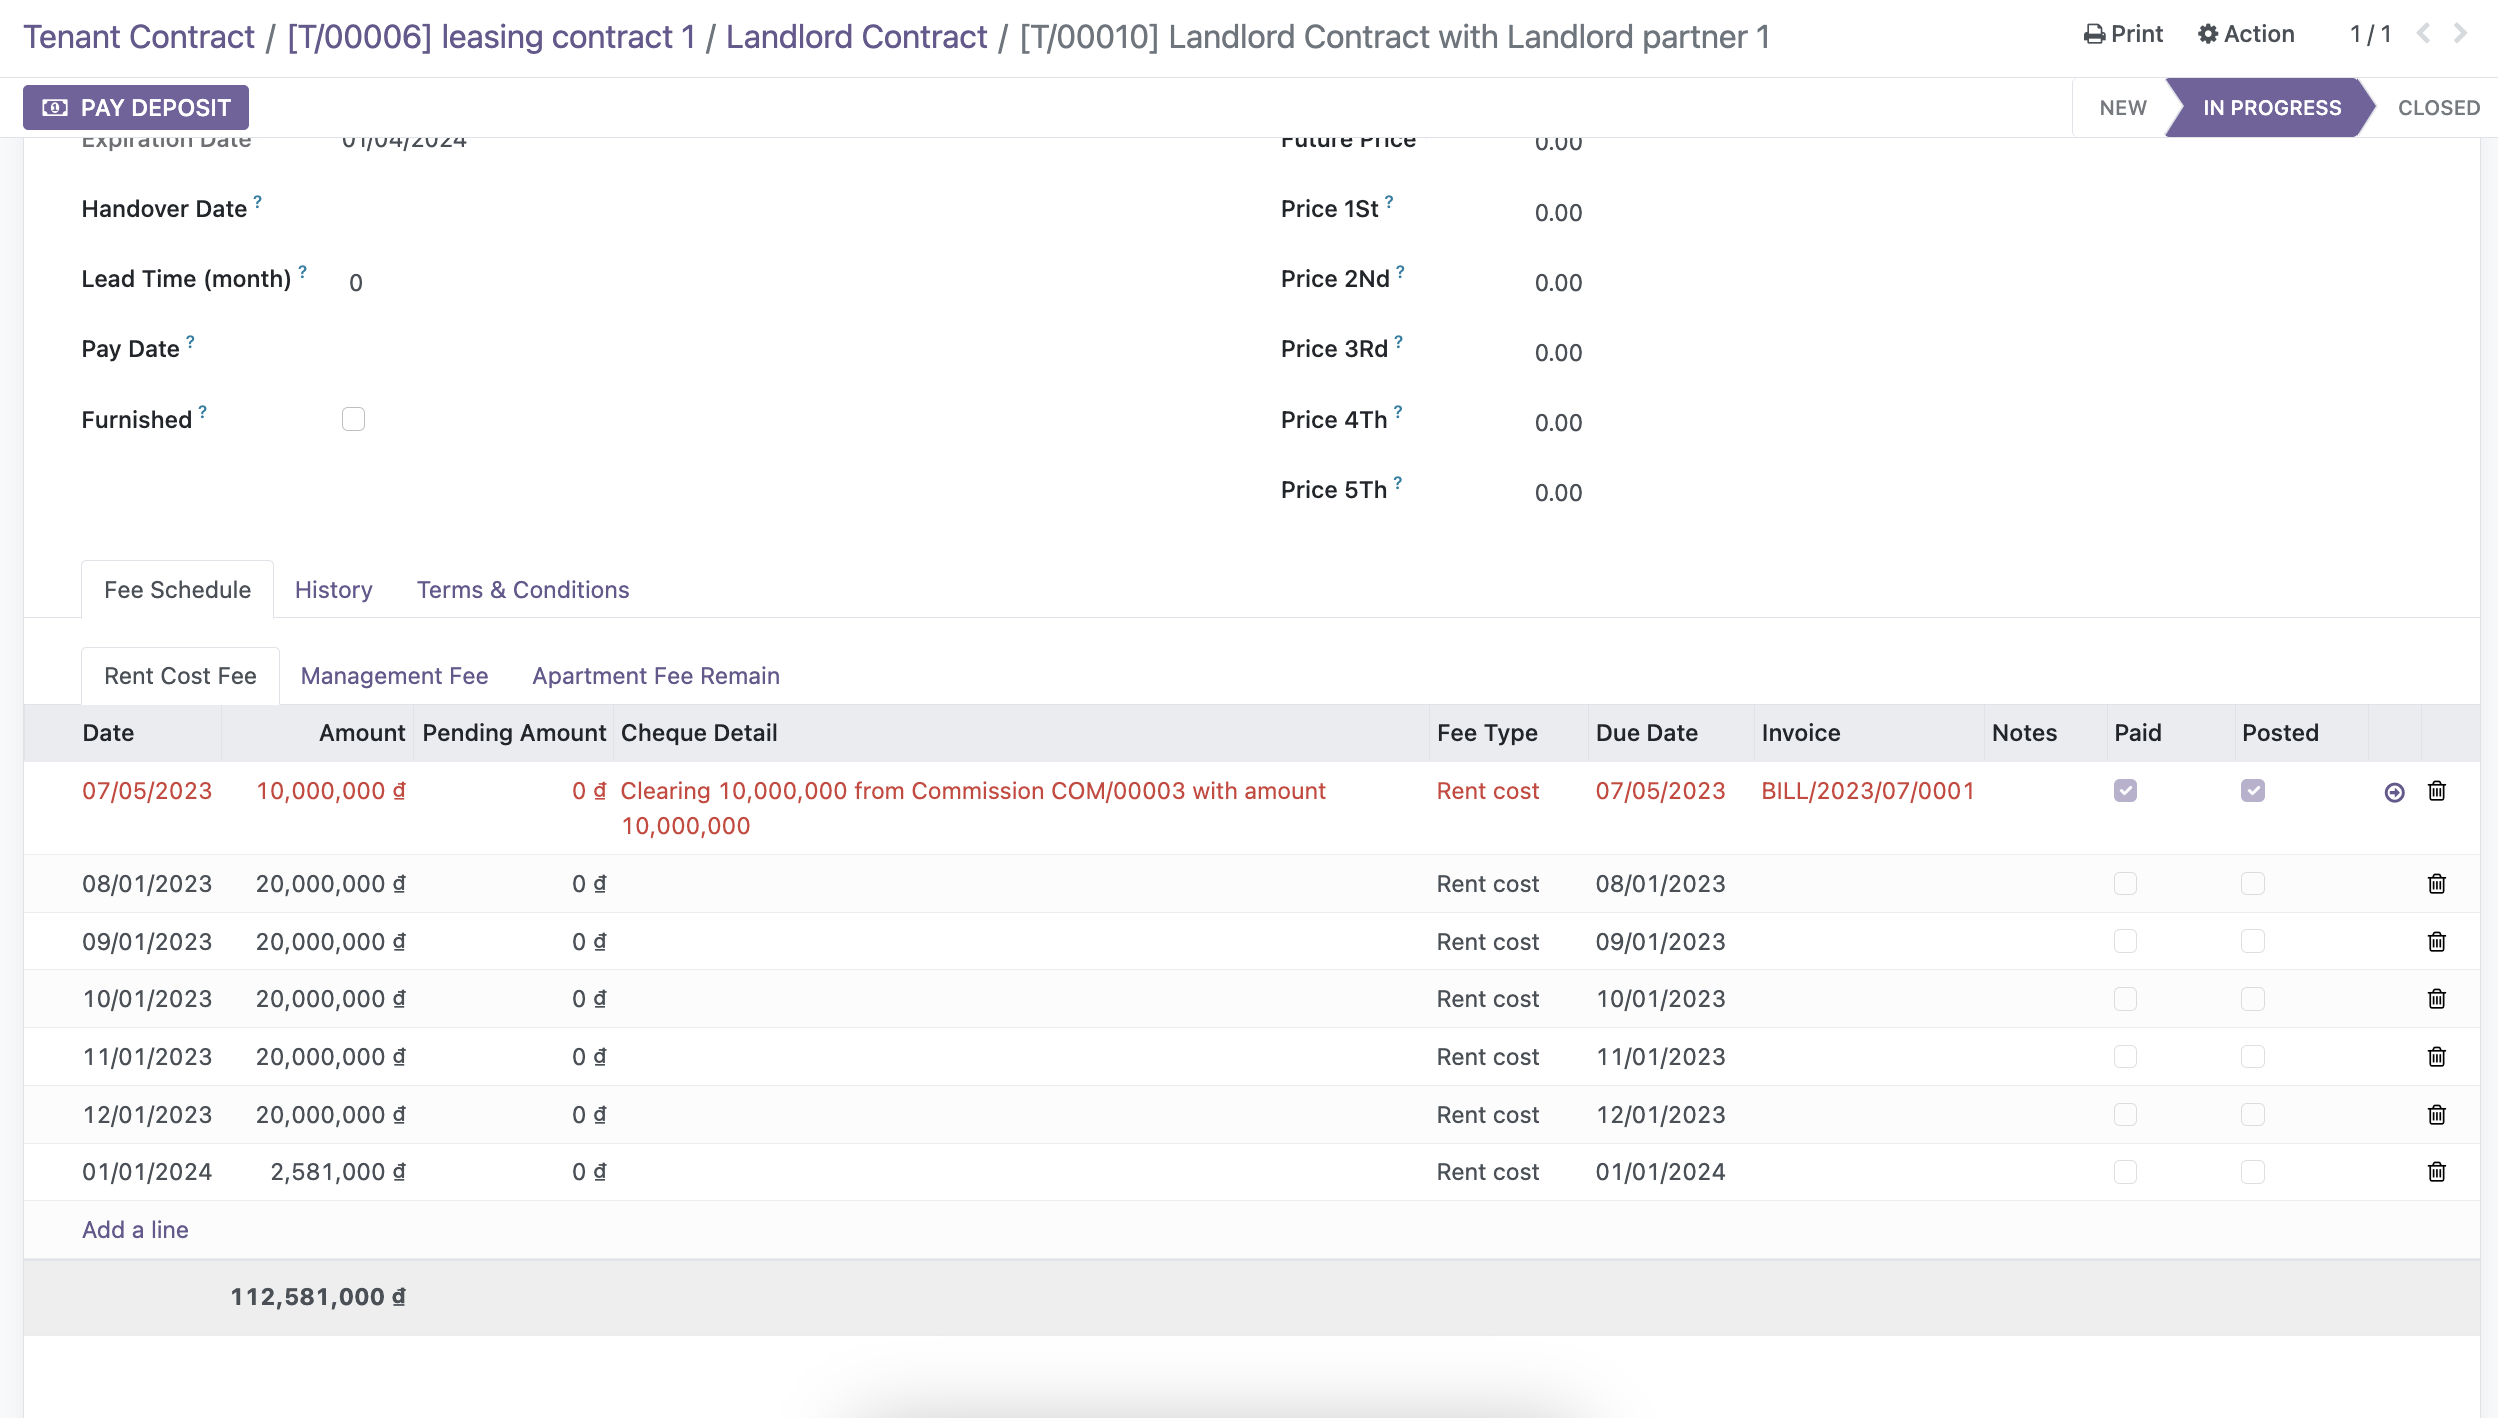 Tenant Contract / [T/00006] leasing contract 1 / Landlord Contract / [T/00010] Landlord Contract with Landlord partner 1
Print Action 1 / 1
PAY DEPOSIT
NEW IN PROGRESS CLOSED
Expiration Date 01/04/2024 Future Price 0.00
Handover Date ? Price 1St ? 0.00
Lead Time (month) ? 0 Price 2Nd ? 0.00
Pay Date ? Price 3Rd ? 0.00
Furnished ? Price 4Th ? 0.00
Price 5Th ? 0.00
Fee Schedule History Terms & Conditions
Rent Cost Fee Management Fee Apartment Fee Remain
Date Amount Pending Amount Cheque Detail Fee Type Due Date Invoice Notes Paid Posted
07/05/2023 10,000,000 ₫ 0 ₫ Clearing 10,000,000 from Commission COM/00003 with amount Rent cost 07/05/2023 BILL/2023/07/0001
10,000,000
08/01/2023 20,000,000 ₫ 0 ₫ Rent cost 08/01/2023
09/01/2023 20,000,000 ₫ 0 ₫ Rent cost 09/01/2023
10/01/2023 20,000,000 ₫ 0 ₫ Rent cost 10/01/2023
11/01/2023 20,000,000 ₫ 0 ₫ Rent cost 11/01/2023
12/01/2023 20,000,000 ₫ 0 ₫ Rent cost 12/01/2023
01/01/2024 2,581,000 ₫ 0 ₫ Rent cost 01/01/2024
Add a line
112,581,000 ₫